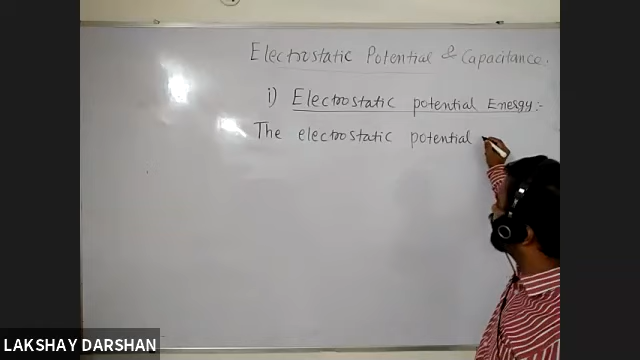 Electrostatic Potential & Capacitance.
i) Electrostatic potential Energy:-
The electrostatic potential
LAKSHAY DARSHAN